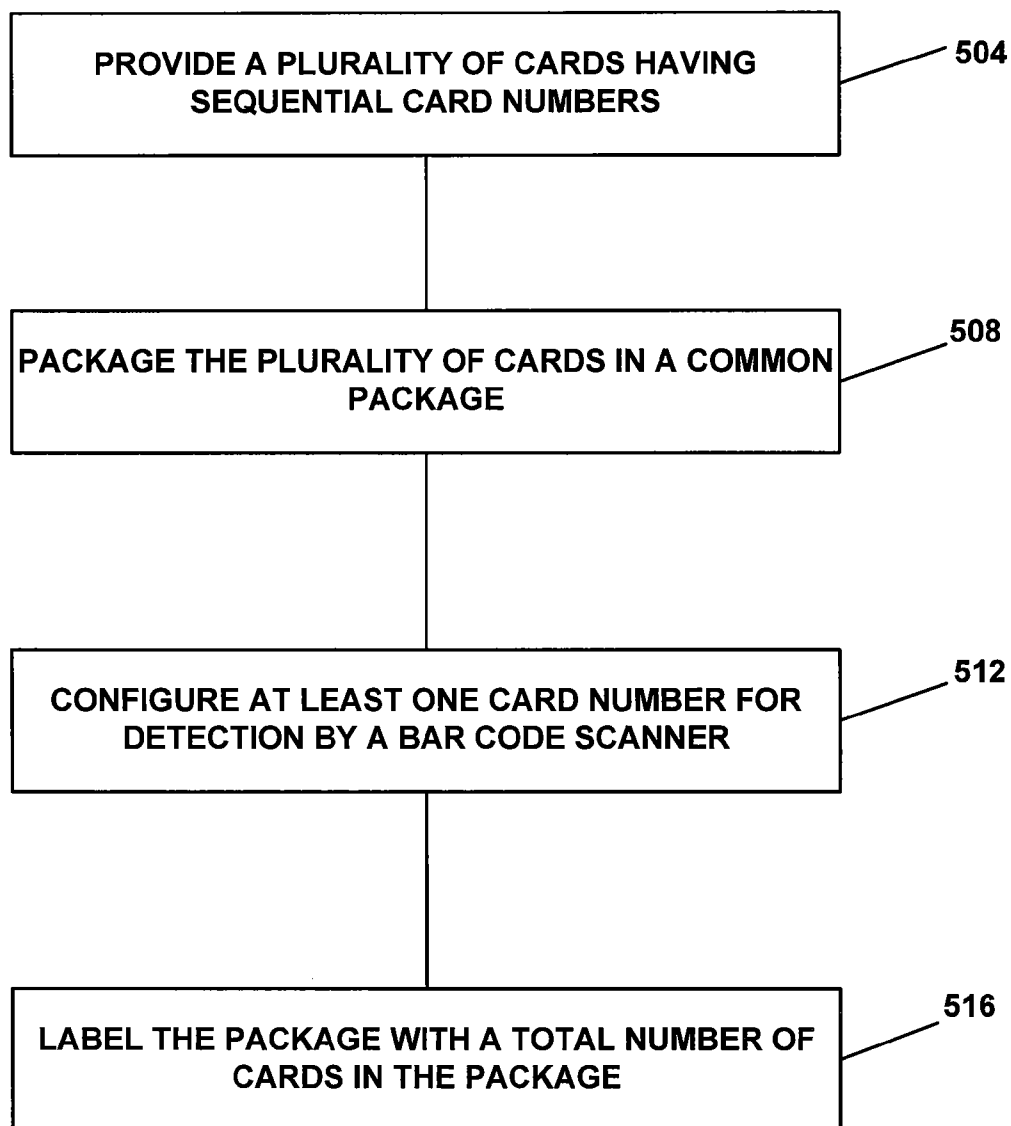 PROVIDE A PLURALITY OF CARDS HAVING
SEQUENTIAL CARD NUMBERS
504
PACKAGE THE PLURALITY OF CARDS IN A COMMON
PACKAGE
508
CONFIGURE AT LEAST ONE CARD NUMBER FOR
DETECTION BY A BAR CODE SCANNER
512
LABEL THE PACKAGE WITH A TOTAL NUMBER OF
CARDS IN THE PACKAGE
516